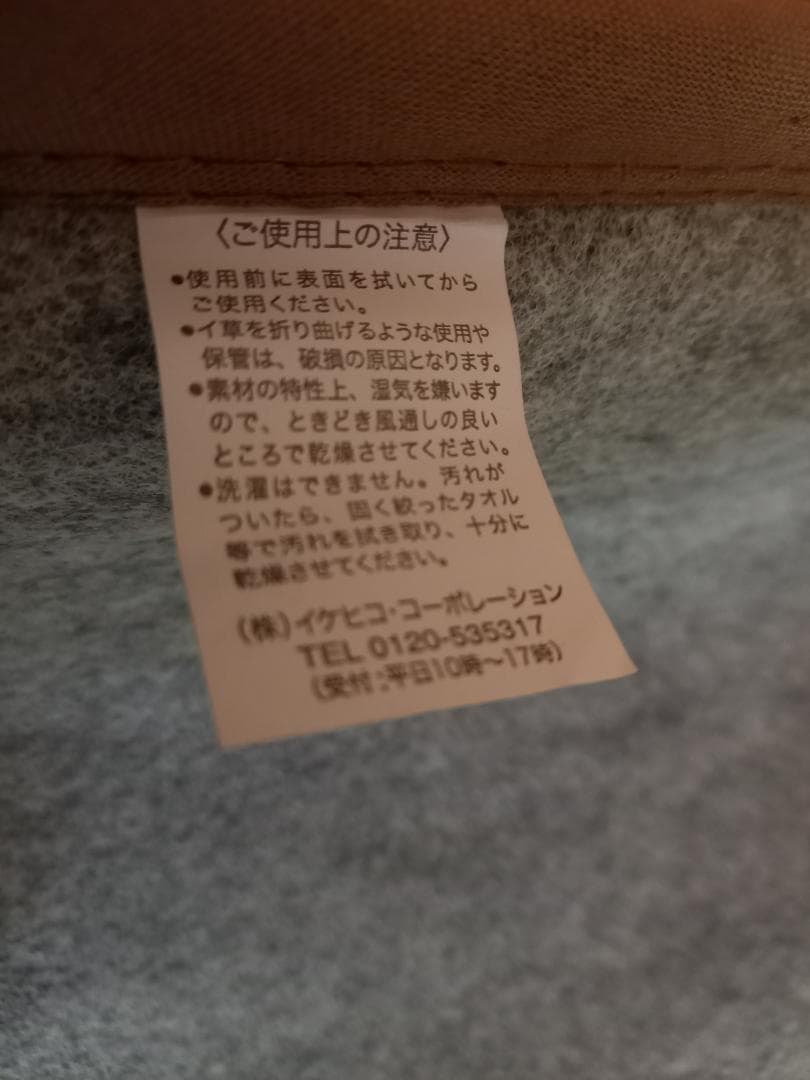 〈ご使用上の注意〉
●使用前に表面を拭いてから
ご使用ください。
●イ草を折り曲げるような使用や
保管は、破損の原因となります。
●素材の特性上、湿気を嫌います
ので、ときどき風通しの良い
ところで乾燥させてください。
●洗濯はできません。汚れが
ついたら、固く絞ったタオル
等で汚れを拭き取り、十分に
乾燥させてください。
(株)イケヒコ・コーポレーション
TEL 0120-535317
(受付:平日10時～17時)